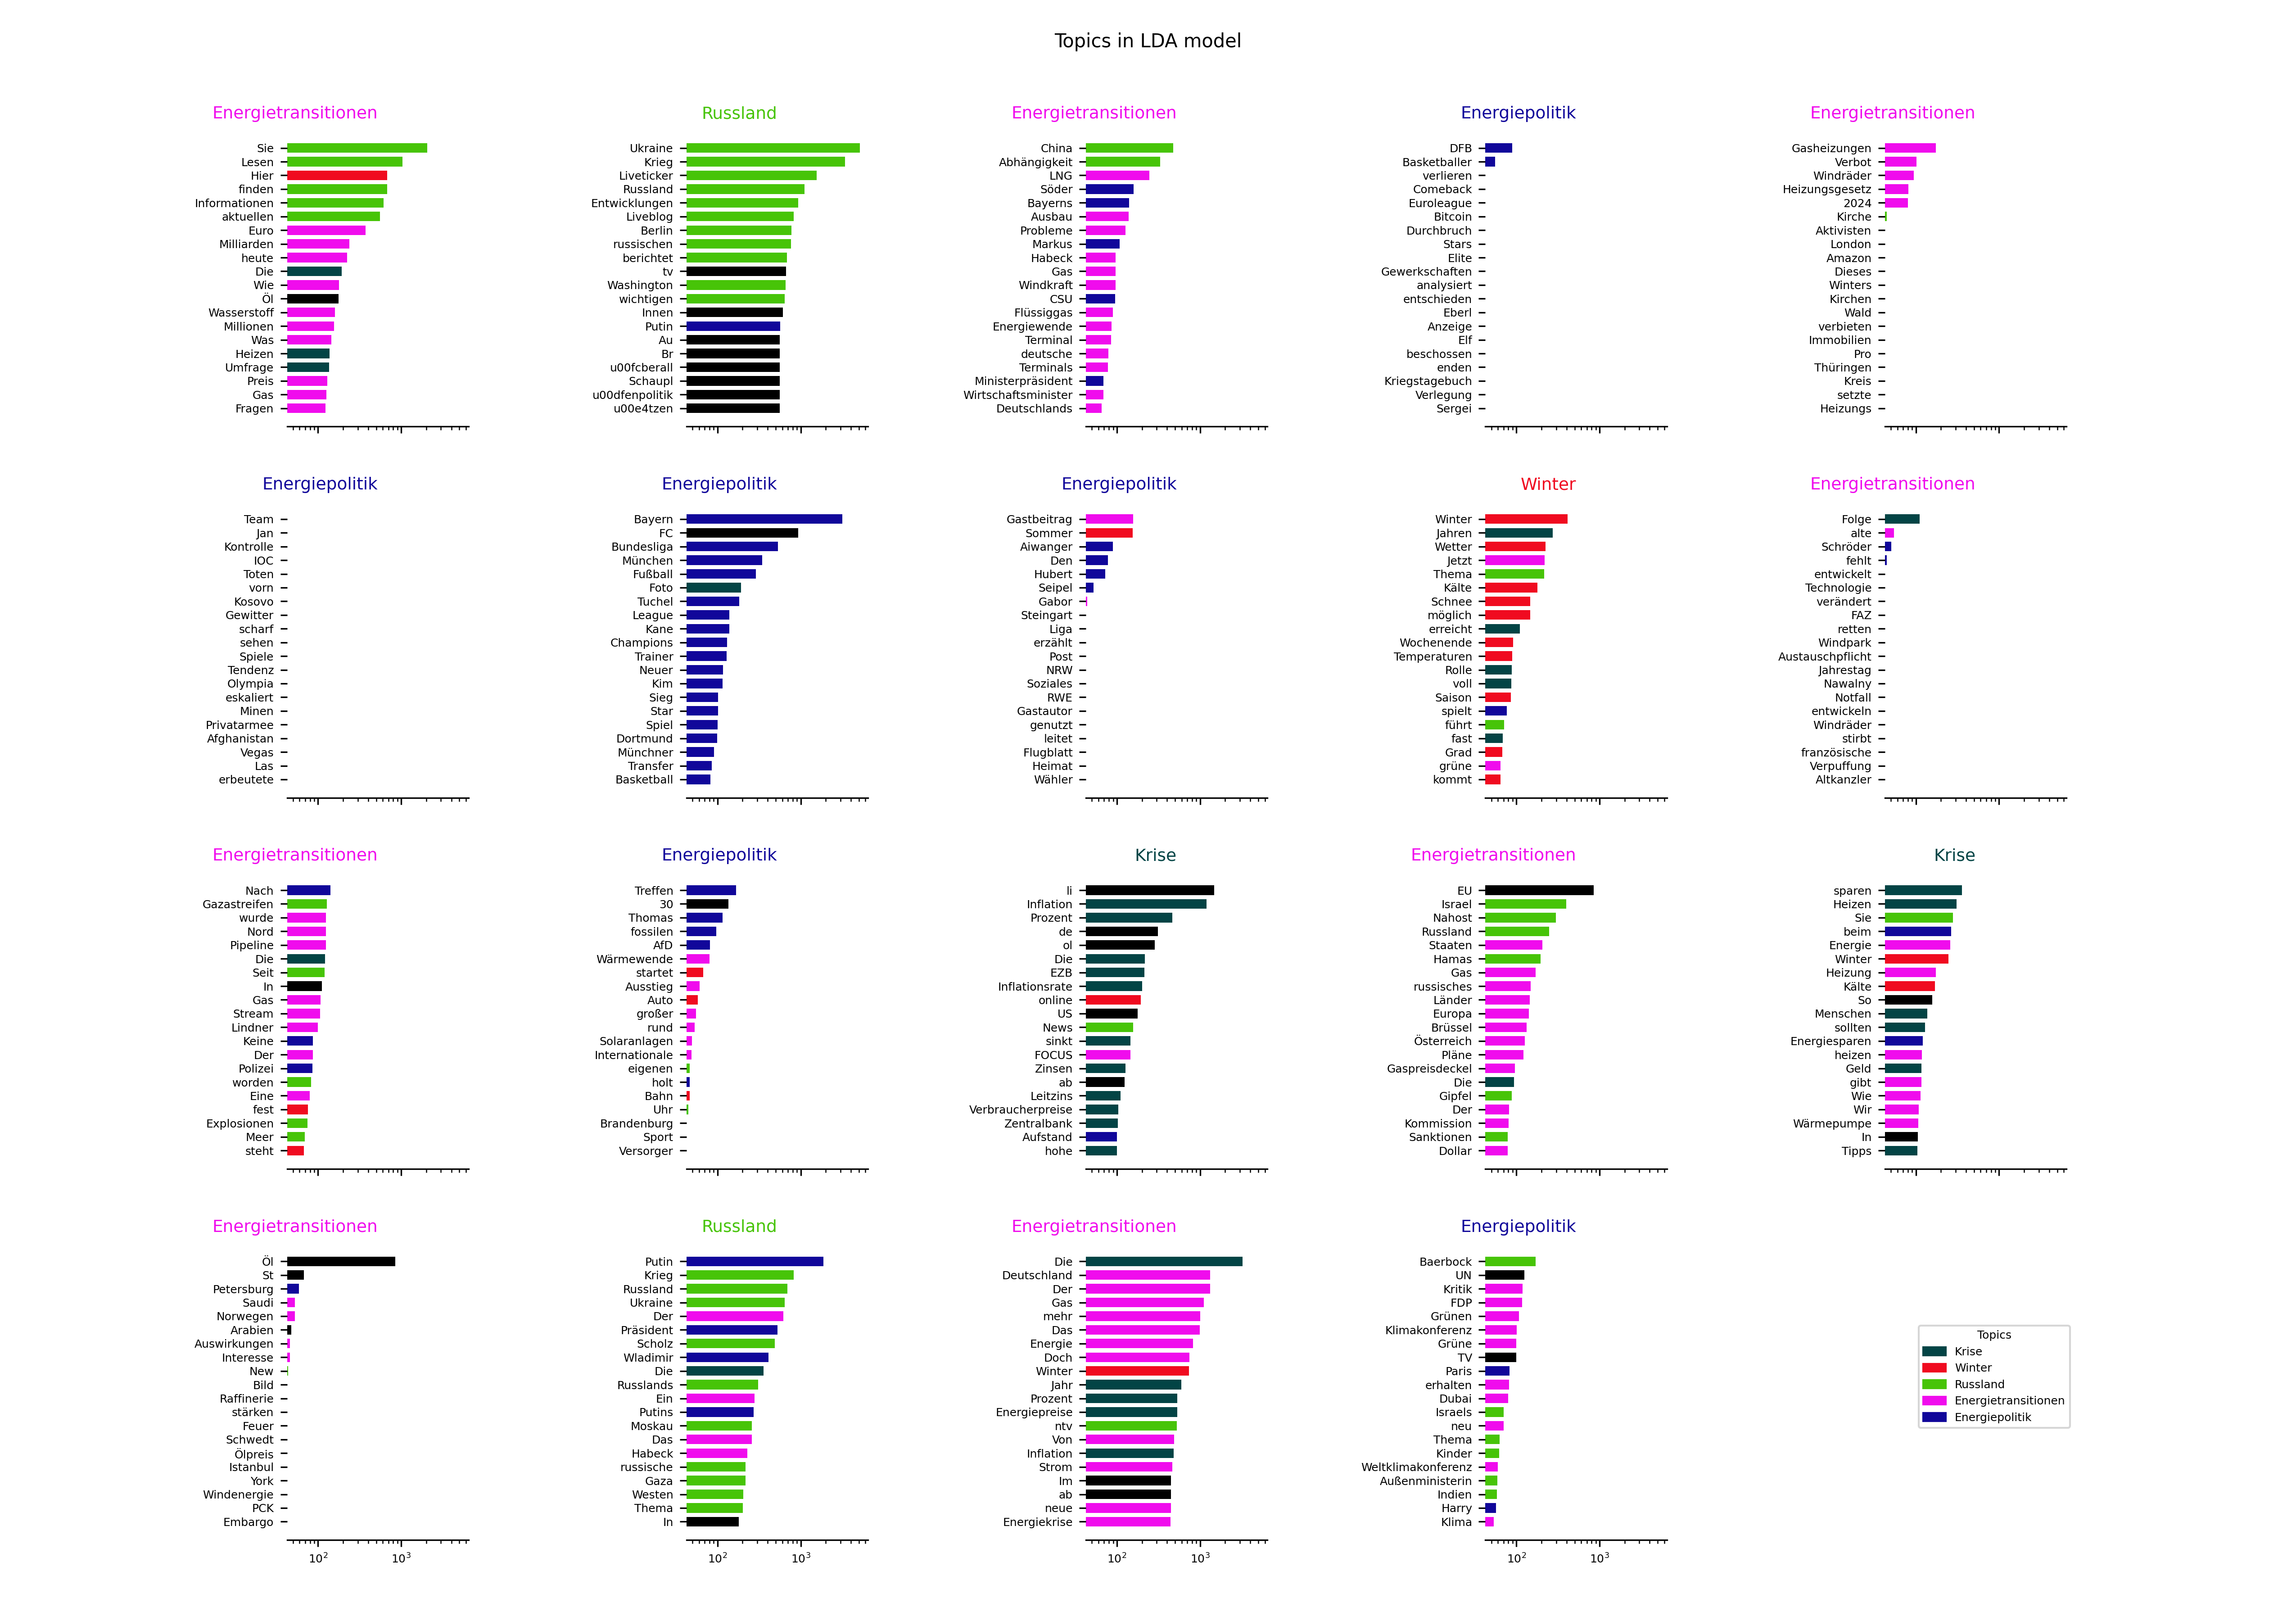 Topics in LDA model
Energietransitionen
Sie
Lesen
Hier
finden
Informationen
aktuellen
Euro
Milliarden
heute
Die
Wie
Öl
Wasserstoff
Millionen
Was
Heizen
Umfrage
Preis
Gas
Fragen
Russland
Ukraine
Krieg
Liveticker
Russland
Entwicklungen
Liveblog
Berlin
russischen
berichtet
tv
Washington
wichtigen
Innen
Putin
Au
Br
u00fcberall
Schaupl
u00dfenpolitik
u00e4tzen
Energietransitionen
China
Abhängigkeit
LNG
Söder
Bayerns
Ausbau
Probleme
Markus
Habeck
Gas
Windkraft
CSU
Flüssiggas
Energiewende
Terminal
deutsche
Terminals
Ministerpräsident
Wirtschaftsminister
Deutschlands
Energiepolitik
DFB
Basketballer
verlieren
Comeback
Euroleague
Bitcoin
Durchbruch
Stars
Elite
Gewerkschaften
analysiert
entschieden
Eberl
Anzeige
Elf
beschossen
enden
Kriegstagebuch
Verlegung
Sergei
Energietransitionen
Gasheizungen
Verbot
Windräder
Heizungsgesetz
2024
Kirche
Aktivisten
London
Amazon
Dieses
Winters
Kirchen
Wald
verbieten
Immobilien
Pro
Thüringen
Kreis
setzte
Heizungs
Energiepolitik
Team
Jan
Kontrolle
IOC
Toten
vorn
Kosovo
Gewitter
scharf
sehen
Spiele
Tendenz
Olympia
eskaliert
Minen
Privatarmee
Afghanistan
Vegas
Las
erbeutete
Energiepolitik
Bayern
FC
Bundesliga
München
Fußball
Foto
Tuchel
League
Kane
Champions
Trainer
Neuer
Kim
Sieg
Star
Spiel
Dortmund
Münchner
Transfer
Basketball
Energiepolitik
Gastbeitrag
Sommer
Aiwanger
Den
Hubert
Seipel
Gabor
Steingart
Liga
erzählt
Post
NRW
Soziales
RWE
Gastautor
genutzt
leitet
Flugblatt
Heimat
Wähler
Winter
Winter
Jahren
Wetter
Jetzt
Thema
Kälte
Schnee
möglich
erreicht
Wochenende
Temperaturen
Rolle
voll
Saison
spielt
führt
fast
Grad
grüne
kommt
Energietransitionen
Folge
alte
Schröder
fehlt
entwickelt
Technologie
verändert
FAZ
retten
Windpark
Austauschpflicht
Jahrestag
Nawalny
Notfall
entwickeln
Windräder
stirbt
französische
Verpuffung
Altkanzler
Energietransitionen
Nach
Gazastreifen
wurde
Nord
Pipeline
Die
Seit
In
Gas
Stream
Lindner
Keine
Der
Polizei
worden
Eine
fest
Explosionen
Meer
steht
Energiepolitik
Treffen
30
Thomas
fossilen
AfD
Wärmewende
startet
Ausstieg
Auto
großer
rund
Solaranlagen
Internationale
eigenen
holt
Bahn
Uhr
Brandenburg
Sport
Versorger
Krise
li
Inflation
Prozent
de
ol
Die
EZB
Inflationsrate
online
US
News
sinkt
FOCUS
Zinsen
ab
Leitzins
Verbraucherpreise
Zentralbank
Aufstand
hohe
Energietransitionen
EU
Israel
Nahost
Russland
Staaten
Hamas
Gas
russisches
Länder
Europa
Brüssel
Österreich
Pläne
Gaspreisdeckel
Die
Gipfel
Der
Kommission
Sanktionen
Dollar
Krise
sparen
Heizen
Sie
beim
Energie
Winter
Heizung
Kälte
So
Menschen
sollten
Energiesparen
heizen
Geld
gibt
Wie
Wir
Wärmepumpe
In
Tipps
Energietransitionen
Öl
St
Petersburg
Saudi
Norwegen
Arabien
Auswirkungen
Interesse
New
Bild
Raffinerie
stärken
Feuer
Schwedt
Ölpreis
Istanbul
York
Windenergie
PCK
Embargo
10²
10³
Russland
Putin
Krieg
Russland
Ukraine
Der
Präsident
Scholz
Wladimir
Die
Russlands
Ein
Putins
Moskau
Das
Habeck
russische
Gaza
Westen
Thema
In
10²
10³
Energietransitionen
Die
Deutschland
Der
Gas
mehr
Das
Energie
Doch
Winter
Jahr
Prozent
Energiepreise
ntv
Von
Inflation
Strom
Im
ab
neue
Energiekrise
10²
10³
Energiepolitik
Baerbock
UN
Kritik
FDP
Grünen
Klimakonferenz
Grüne
TV
Paris
erhalten
Dubai
Israels
neu
Thema
Kinder
Weltklimakonferenz
Außenministerin
Indien
Harry
Klima
10²
10³
Topics
Krise
Winter
Russland
Energietransitionen
Energiepolitik